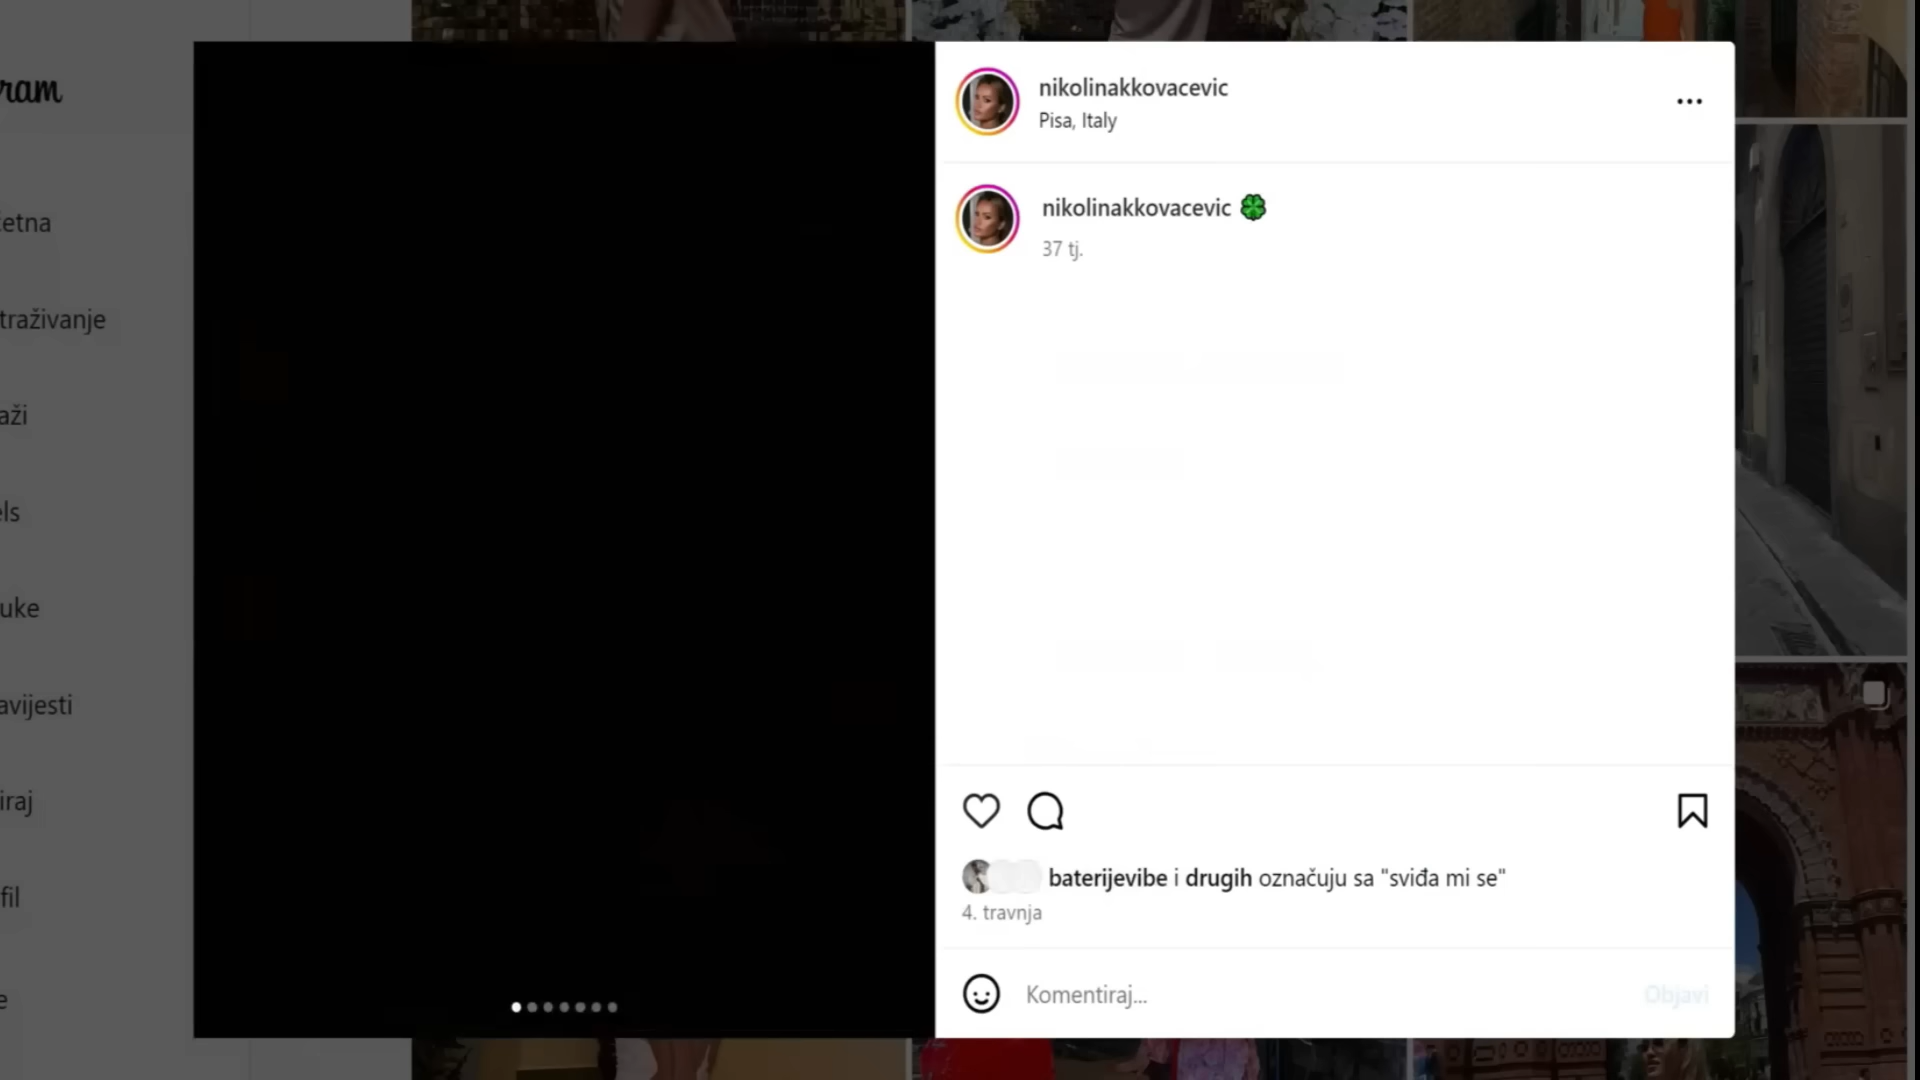 ram
četna
traživanje
aži
els
uke
avijesti
iraj
fil
e
nikolinakkovacevic
Pisa, Italy
nikolinakkovacevic 🍀
37 tj.
baterijevibe i drugih označuju sa "sviđa mi se"
4. travnja
Komentiraj...
Objavi